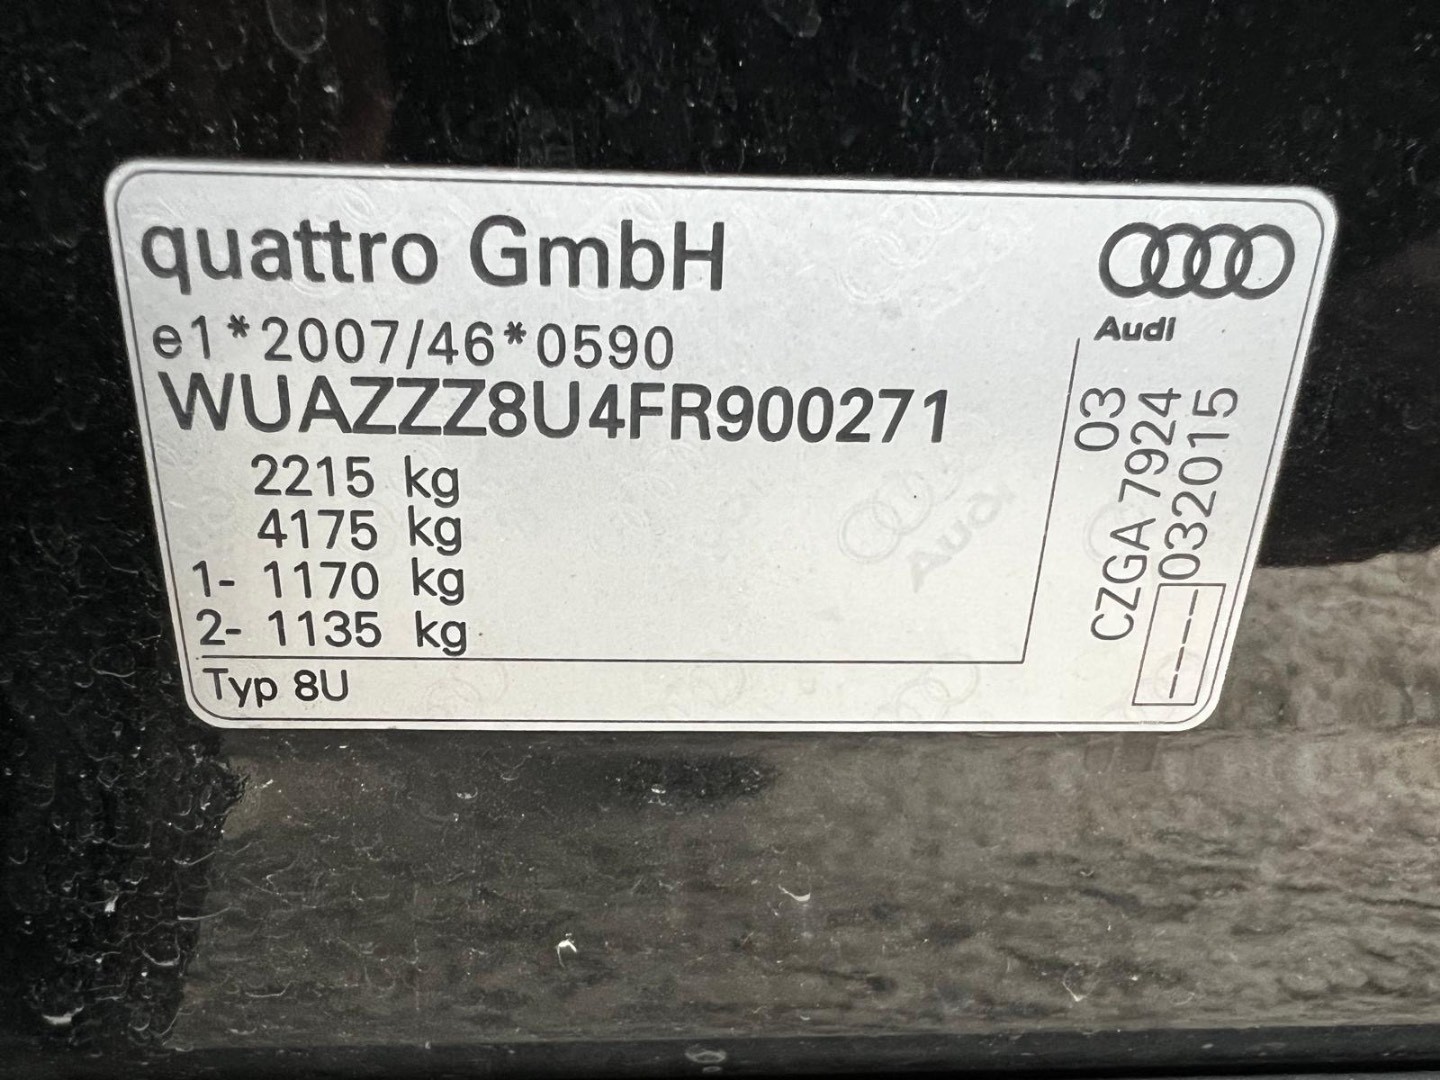 quattro GmbH
Audi
e1*2007/46*0590
WUAZZZ8U4FR900271
2215 kg
4175 kg
1- 1170 kg
2- 1135 kg
Typ 8U
03
CZGA 7924
----032015
Audi